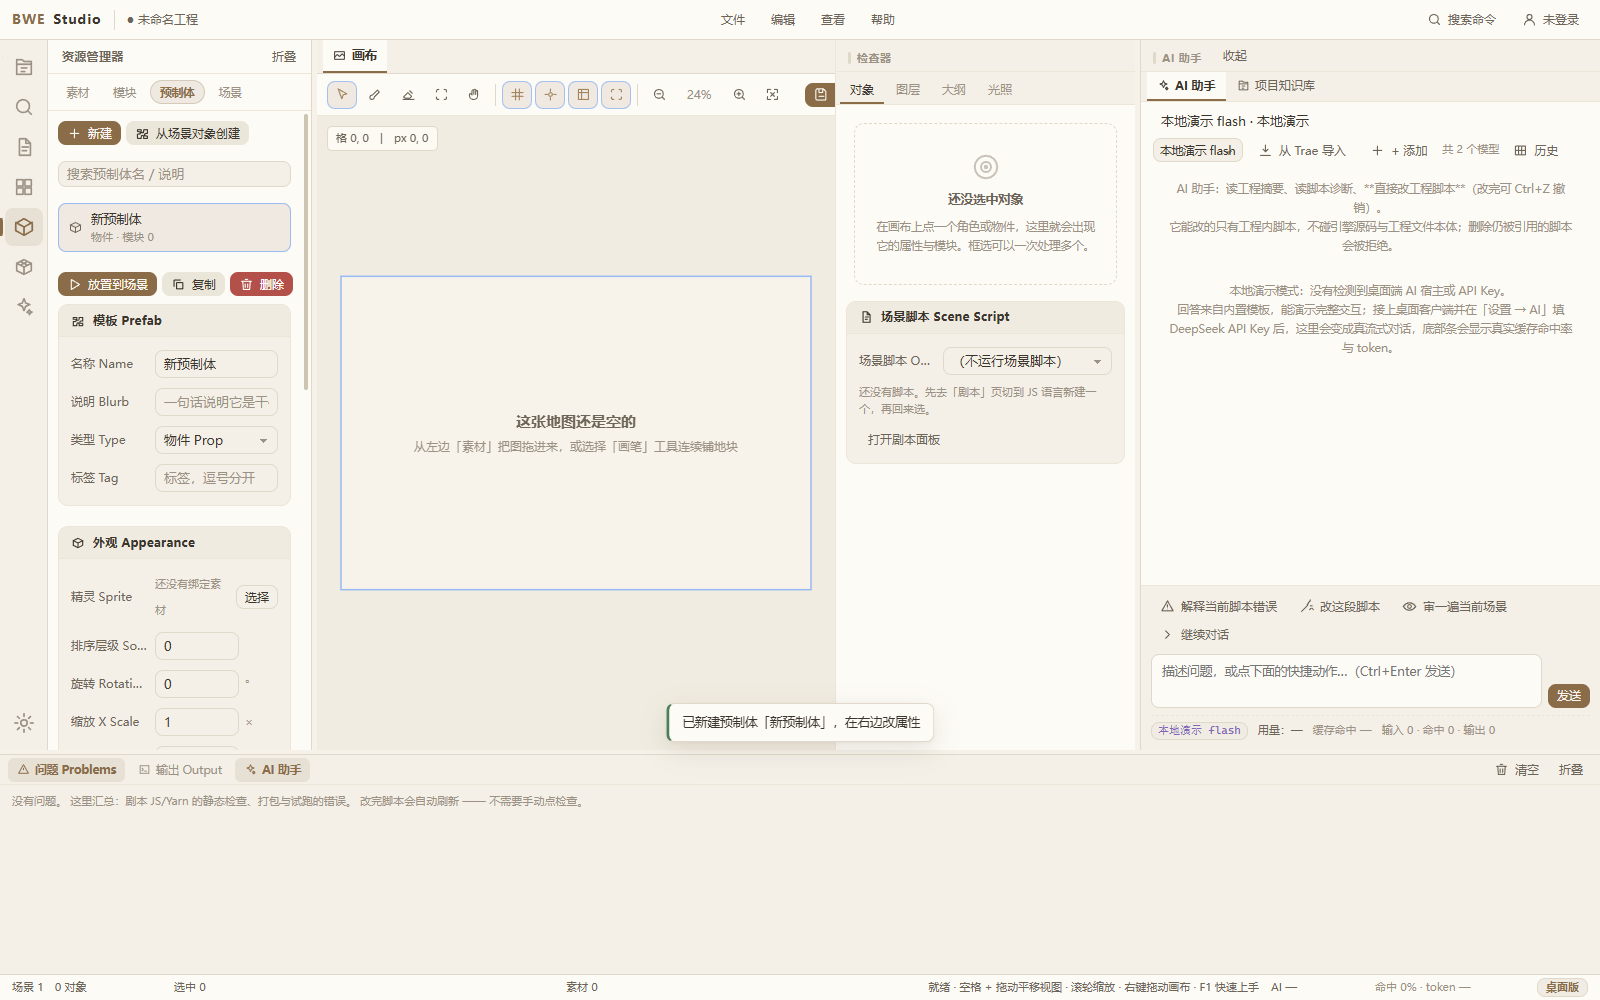 BWE Studio
● 未命名工程
文件
编辑
查看
帮助
搜索命令
未登录
资源管理器
折叠
素材
模块
预制体
场景
+ 新建
从场景对象创建
搜索预制体名 / 说明
新预制体
物件 · 模块 0
放置到场景
复制
删除
模板 Prefab
名称 Name
新预制体
说明 Blurb
一句话说明它是干
类型 Type
物件 Prop
标签 Tag
标签，逗号分开
外观 Appearance
精灵 Sprite
还没有绑定素
材
选择
排序层级 So...
0
旋转 Rotati...
0
°
缩放 X Scale
1
×
画布
24%
格 0, 0 | px 0, 0
这张地图还是空的
从左边「素材」把图拖进来，或选择「画笔」工具连续铺地块
检查器
对象
图层
大纲
光照
还没选中对象
在画布上点一个角色或物件，这里就会出现
它的属性与模块。框选可以一次处理多个。
场景脚本 Scene Script
场景脚本 O...
（不运行场景脚本）
还没有脚本。先去「剧本」页切到 JS 语言新建一
个，再回来选。
打开剧本面板
AI 助手
收起
AI 助手
项目知识库
本地演示 flash · 本地演示
本地演示 flash
从 Trae 导入
+ + 添加
共 2 个模型
历史
AI 助手：读工程摘要、读脚本诊断、**直接改工程脚本**（改完可 Ctrl+Z 撤
销）。
它能改的只有工程内脚本，不碰引擎源码与工程文件本体；删除仍被引用的脚本
会被拒绝。
本地演示模式：没有检测到桌面端 AI 宿主或 API Key。
回答来自内置模板，能演示完整交互；接上桌面客户端并在「设置 → AI」填
DeepSeek API Key 后，这里会变成真流式对话，底部条会显示真实缓存命中率
与 token。
解释当前脚本错误
改这段脚本
审一遍当前场景
继续对话
描述问题，或点下面的快捷动作...（Ctrl+Enter 发送）
发送
本地演示 flash
用量：—
缓存命中 —
输入 0 · 命中 0 · 输出 0
已新建预制体「新预制体」，在右边改属性
问题 Problems
输出 Output
AI 助手
清空
折叠
没有问题。 这里汇总：剧本 JS/Yarn 的静态检查、打包与试跑的错误。 改完脚本会自动刷新 —— 不需要手动点检查。
场景 1
0 对象
选中 0
素材 0
就绪 · 空格 + 拖动平移视图 · 滚轮缩放 · 右键拖动画布 · F1 快速上手
AI —
命中 0% · token —
桌面版